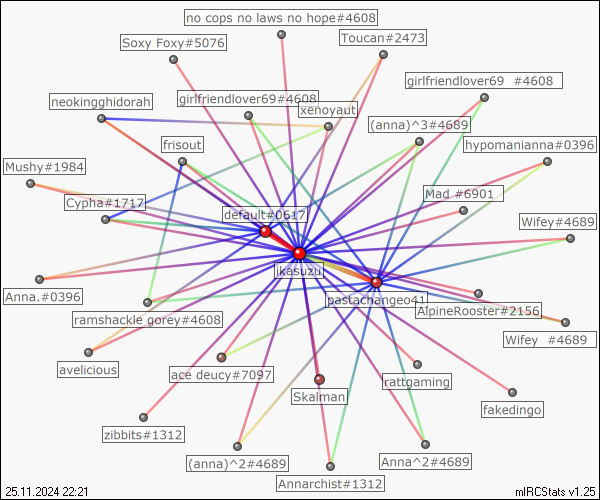 no cops no laws no hope#4608
Toucan#2473
Soxy Foxy#5076
girlfriendlover69 #4608
neokingghidorah
girlfriendlover69#4608
xenoyaut
(anna)^3#4689
frisout
hypomanianna#0396
Mushy#1984
Mad #6901
Cypha#1717
default#0617
Wifey#4689
ikasuzu
Anna.#0396
pastachangeo41
AlpineRooster#2156
ramshackle gorey#4608
Wifey #4689
avelicious
ace deucy#7097
rattgaming
Skalman
fakedingo
zibbits#1312
(anna)^2#4689
Anna^2#4689
Annarchist#1312
25.11.2024 22:21
mIRCStats v1.25